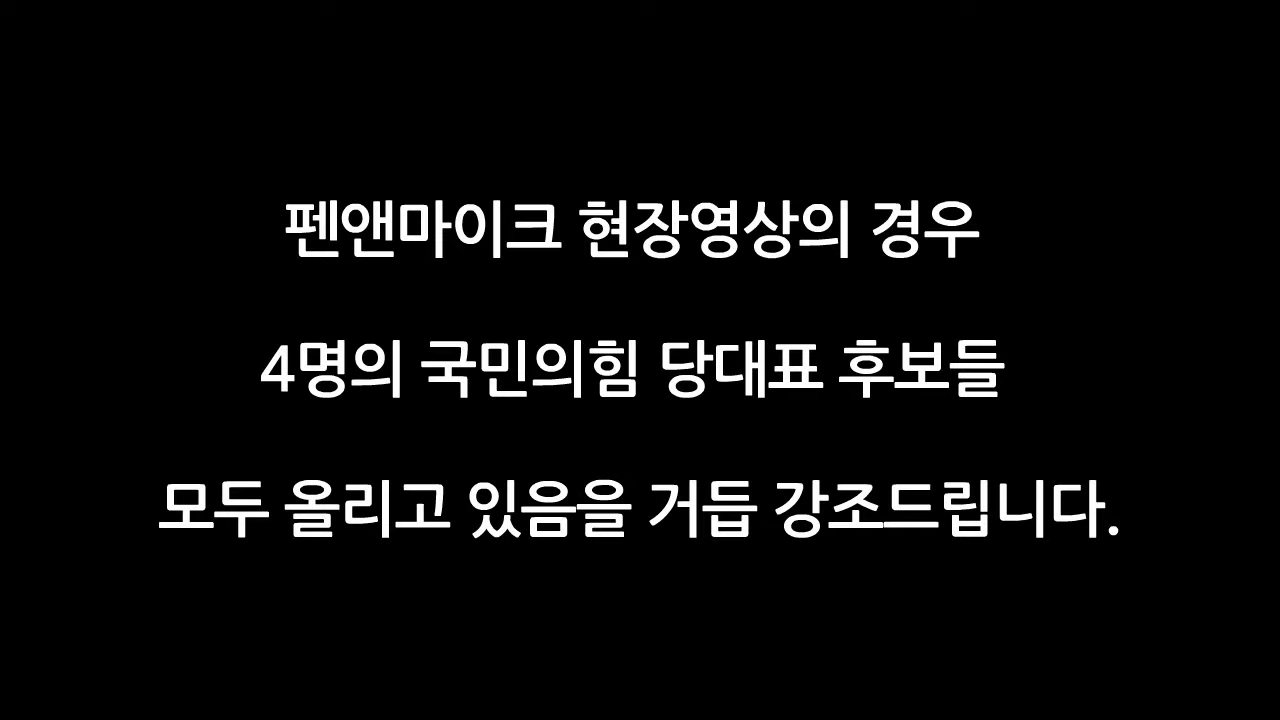 펜앤마이크 현장영상의 경우
4명의 국민의힘 당대표 후보들
모두 올리고 있음을 거듭 강조드립니다.